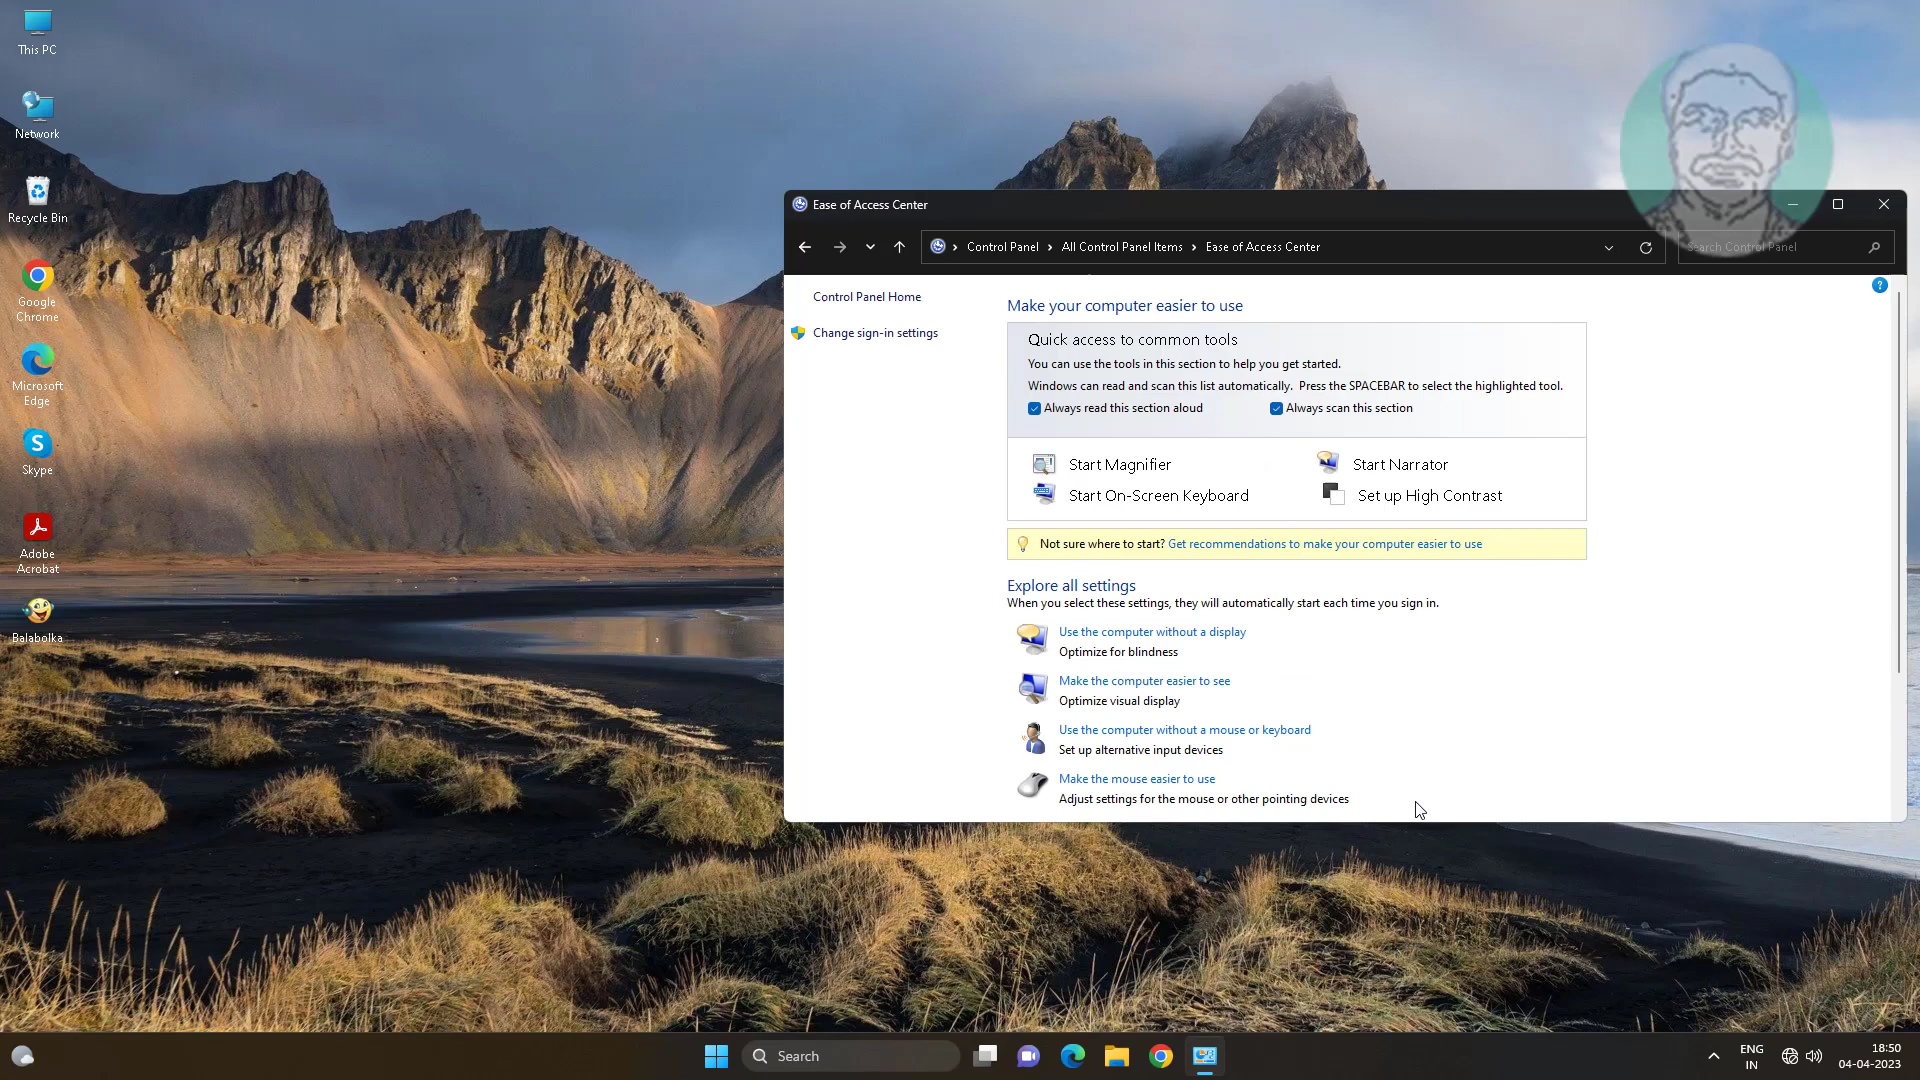 This PC
Network
Recycle Bin
Google
Chrome
Microsoft
Edge
Skype
Adobe
Acrobat
Balabolka
Ease of Access Center
Control Panel > All Control Panel Items > Ease of Access Center
Search Control Panel
Control Panel Home
Change sign-in settings
Make your computer easier to use
Quick access to common tools
You can use the tools in this section to help you get started.
Windows can read and scan this list automatically. Press the SPACEBAR to select the highlighted tool.
Always read this section aloud
Always scan this section
Start Magnifier
Start Narrator
Start On-Screen Keyboard
Set up High Contrast
Not sure where to start? Get recommendations to make your computer easier to use
Explore all settings
When you select these settings, they will automatically start each time you sign in.
Use the computer without a display
Optimize for blindness
Make the computer easier to see
Optimize visual display
Use the computer without a mouse or keyboard
Set up alternative input devices
Make the mouse easier to use
Adjust settings for the mouse or other pointing devices
Search
ENG
IN
18:50
04-04-2023